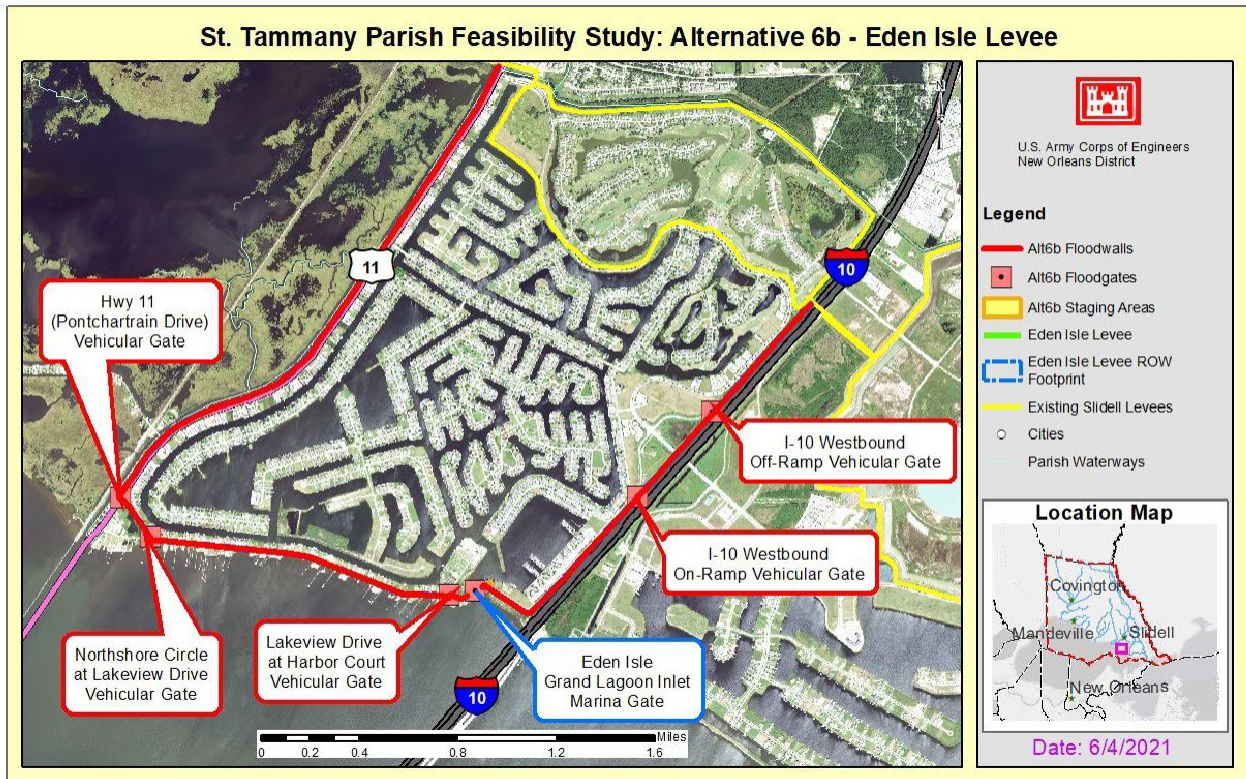 St. Tammany Parish Feasibility Study: Alternative 6b - Eden Isle Levee
11
10
Hwy 11
(Pontchartrain Drive)
Vehicular Gate
I-10 Westbound
Off-Ramp Vehicular Gate
I-10 Westbound
On-Ramp Vehicular Gate
Northshore Circle
at Lakeview Drive
Vehicular Gate
Lakeview Drive
at Harbor Court
Vehicular Gate
Eden Isle
Grand Lagoon Inlet
Marina Gate
10
Miles
0 0.2 0.4 0.8 1.2 1.6
U.S. Army Corps of Engineers
New Orleans District
Legend
Alt6b Floodwalls
Alt6b Floodgates
Alt6b Staging Areas
Eden Isle Levee
Eden Isle Levee ROW
Footprint
Existing Slidell Levees
Cities
Parish Waterways
Location Map
Covington
Mandeville
Slidell
New Orleans
Date: 6/4/2021